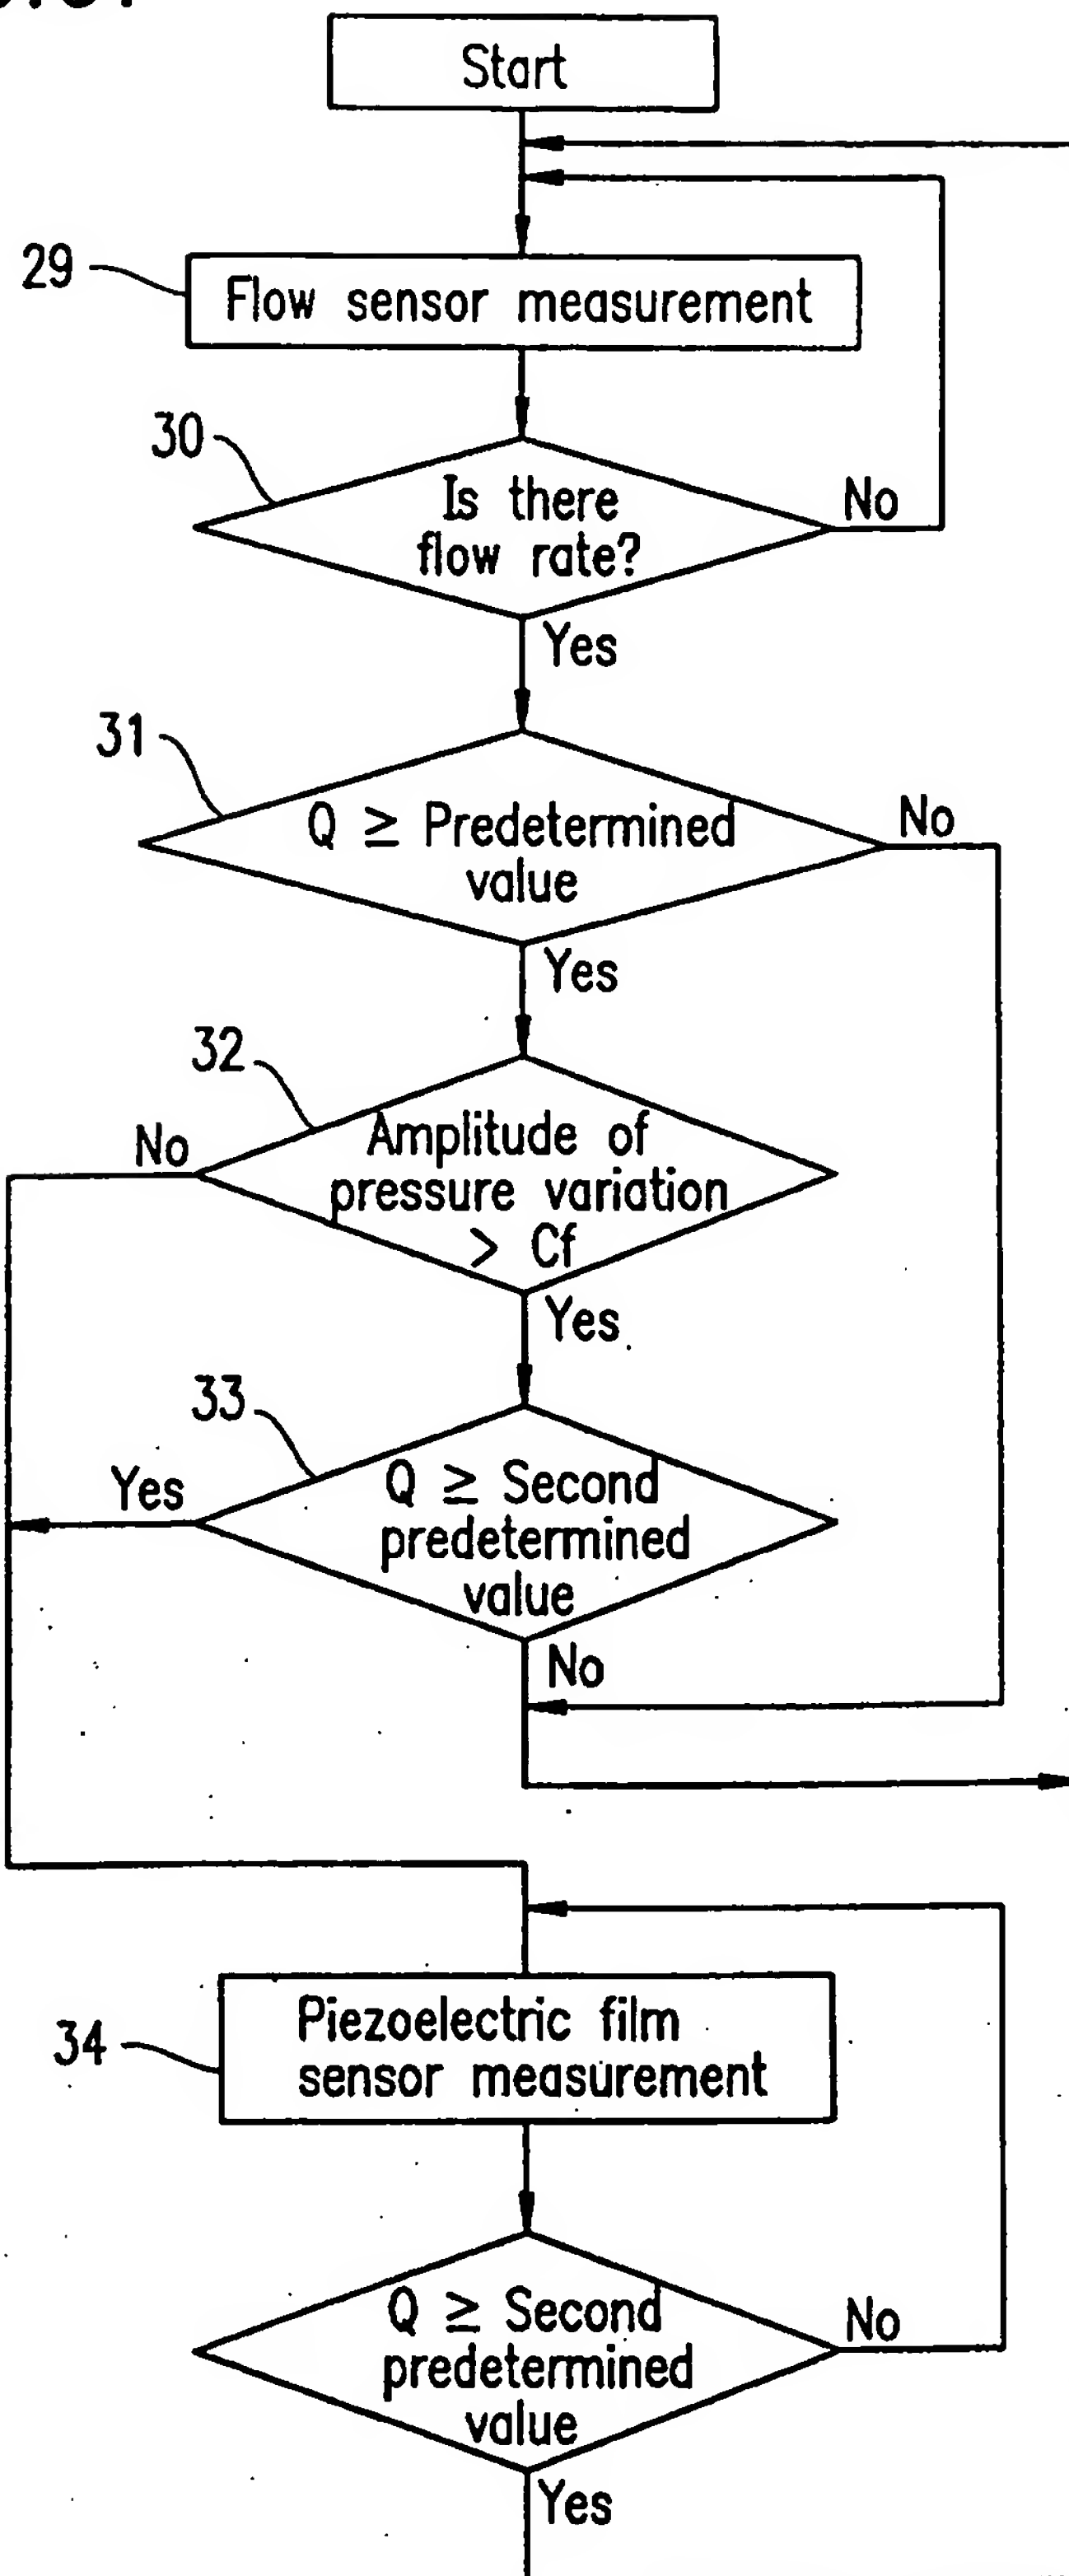 Start
29
Flow sensor measurement
30
Is there
flow rate?
No
Yes
31
Q ≥ Predetermined
value
No
Yes
32
No
Amplitude of
pressure variation
> Cf
Yes
33
Yes
Q ≥ Second
predetermined
value
No
34
Piezoelectric film
sensor measurement
Q ≥ Second
predetermined
value
No
Yes